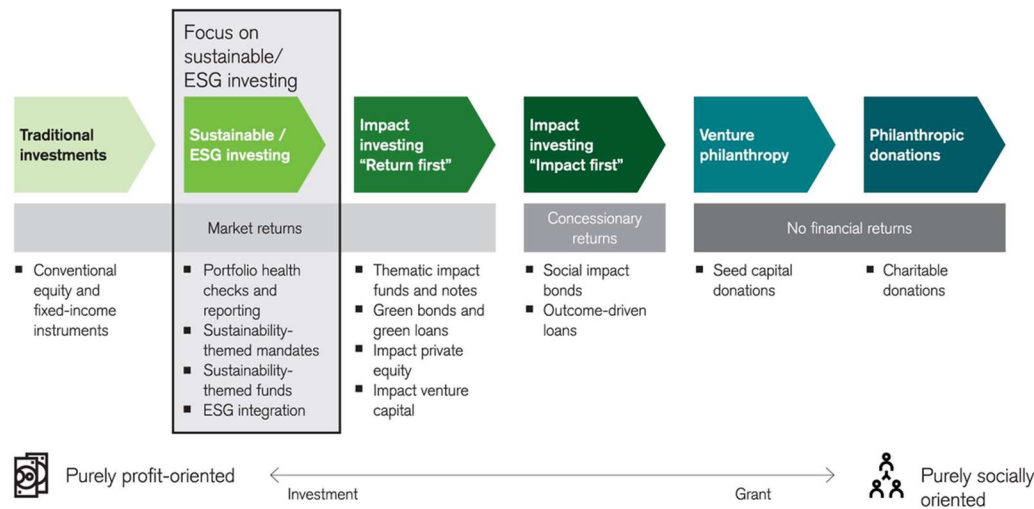 Focus on
sustainable/
ESG investing
Traditional
investments
Sustainable /
ESG investing
Impact
investing
“Return first”
Impact
investing
“Impact first”
Venture
philanthropy
Philanthropic
donations
Market returns
Concessionary
returns
No financial returns
■ Conventional
equity and
fixed-income
instruments
■ Portfolio health
checks and
reporting
■ Sustainability-
themed mandates
■ Sustainability-
themed funds
■ ESG integration
■ Thematic impact
funds and notes
■ Green bonds and
green loans
■ Impact private
equity
■ Impact venture
capital
■ Social impact
bonds
■ Outcome-driven
loans
■ Seed capital
donations
■ Charitable
donations
Purely profit-oriented
Investment
Grant
Purely socially
oriented